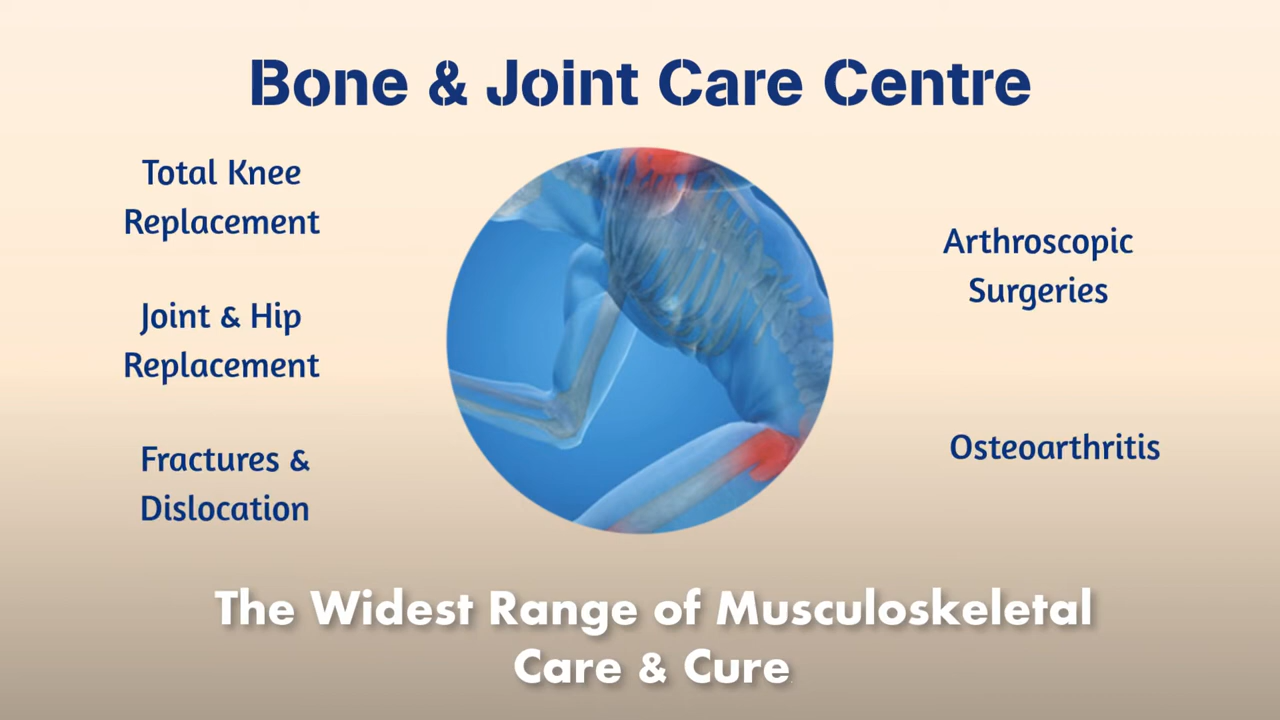 Bone & Joint Care Centre
Total Knee
Replacement
Joint & Hip
Replacement
Fractures &
Dislocation
Arthroscopic
Surgeries
Osteoarthritis
The Widest Range of Musculoskeletal
Care & Cure